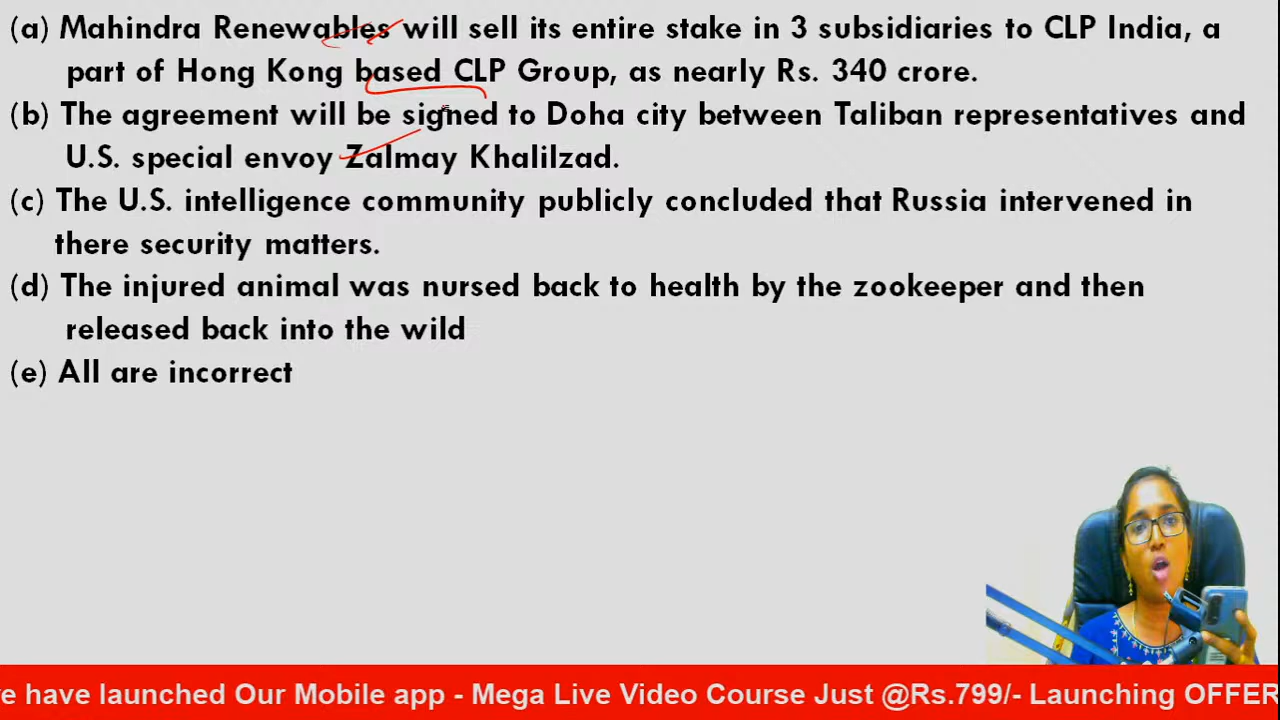 (a) Mahindra Renewables will sell its entire stake in 3 subsidiaries to CLP India, a
part of Hong Kong based CLP Group, as nearly Rs. 340 crore.
(b) The agreement will be signed to Doha city between Taliban representatives and
U.S. special envoy Zalmay Khalilzad.
(c) The U.S. intelligence community publicly concluded that Russia intervened in
there security matters.
(d) The injured animal was nursed back to health by the zookeeper and then
released back into the wild
(e) All are incorrect
e have launched Our Mobile app - Mega Live Video Course Just @Rs.799/- Launching OFFER